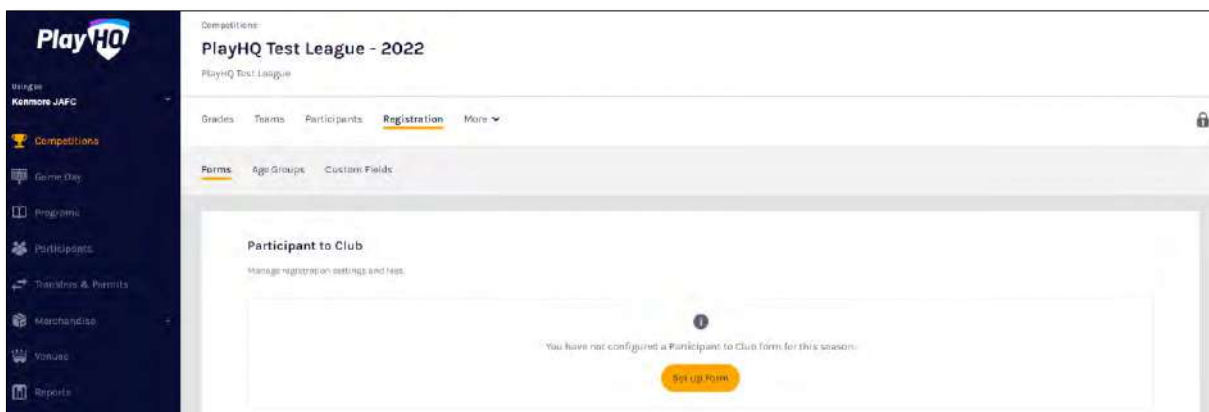 PlayHQ
Using as
Kenmore JAFC
Competitions
Game Day
Programs
Participants
Transfers & Permits
Merchandise
Venues
Reports
Competitions
PlayHQ Test League - 2022
PlayHQ Test League
Grades Teams Participants Registration More
Forms Age Groups Custom Fields
Participant to Club
Manage registration settings and fees.
You have not configured a Participant to Club form for this season.
Set up Form